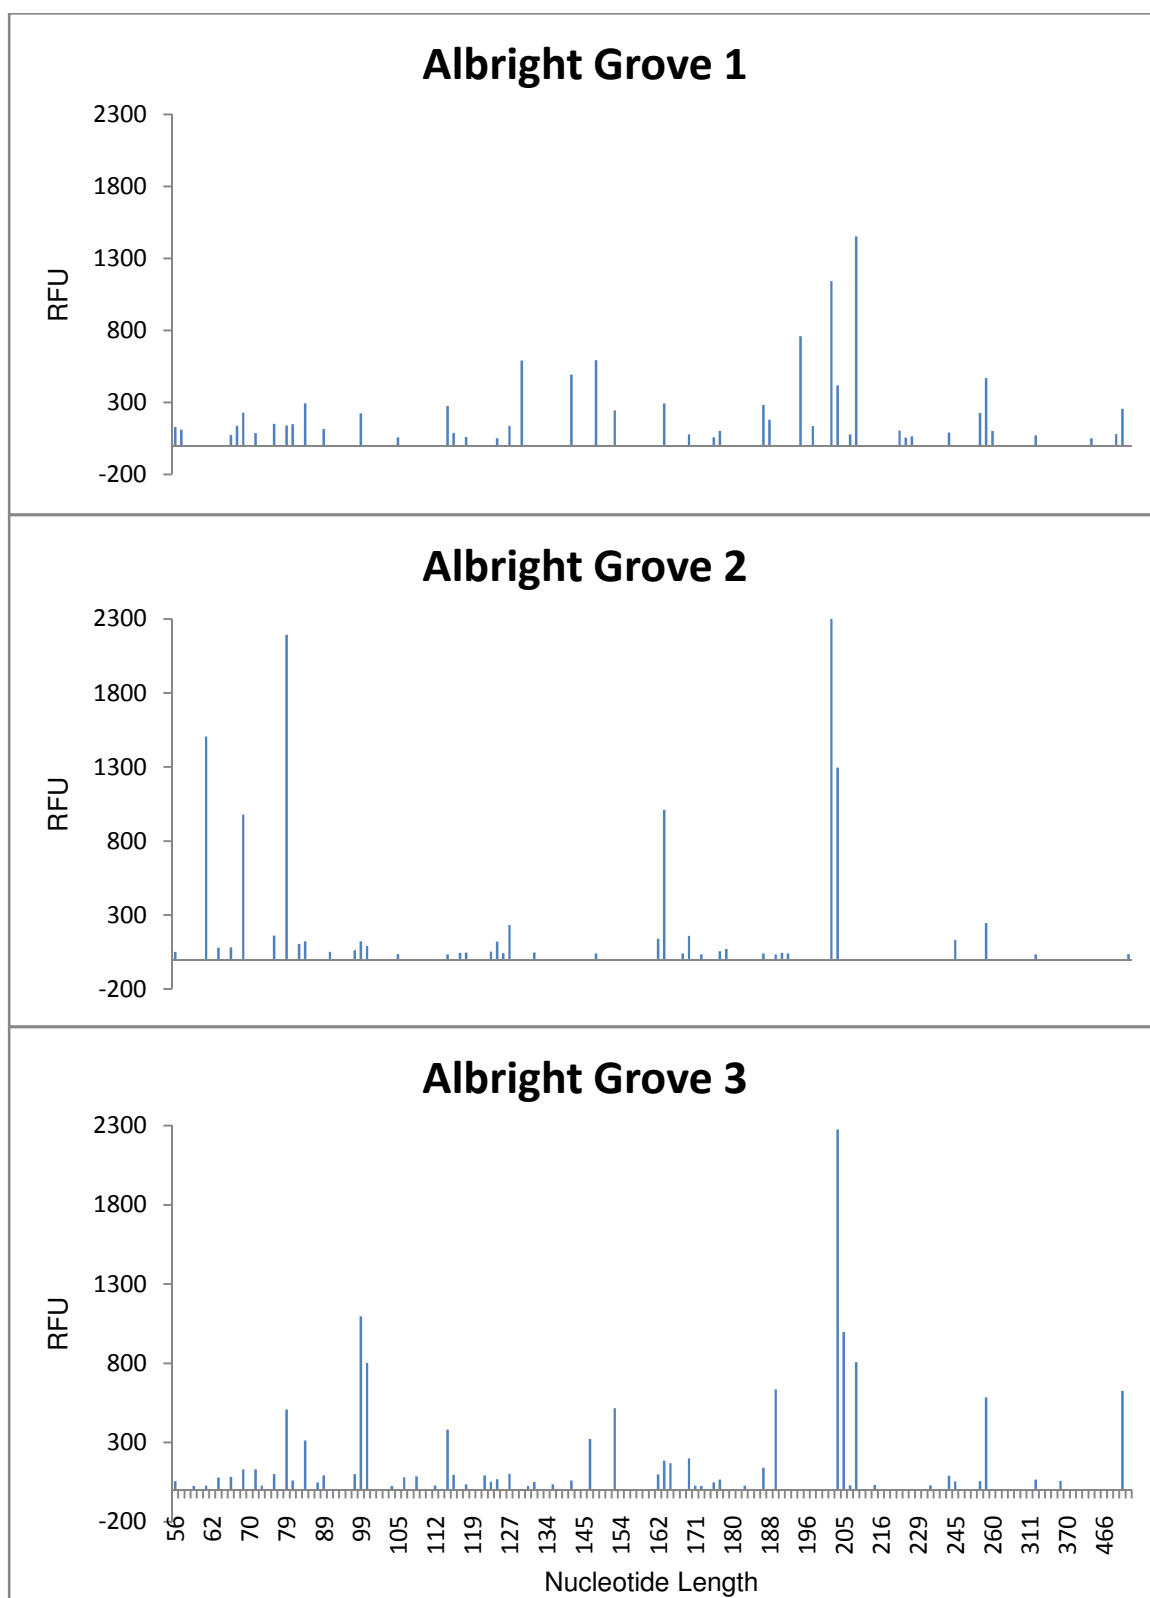 Albright Grove 1
2300
1800
1300
800
300
-200
RFU
Albright Grove 2
2300
1800
1300
800
300
-200
RFU
Albright Grove 3
2300
1800
1300
800
300
-200
RFU
56 62 70 79 89 99 105 112 119 127 134 145 154 162 171 180 188 196 205 216 229 245 260 311 370 466
Nucleotide Length